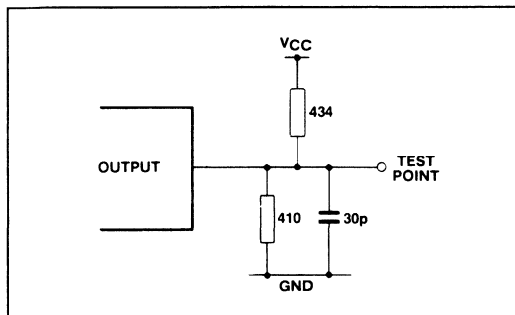 VCC
434
OUTPUT
TEST
POINT
410
30p
GND